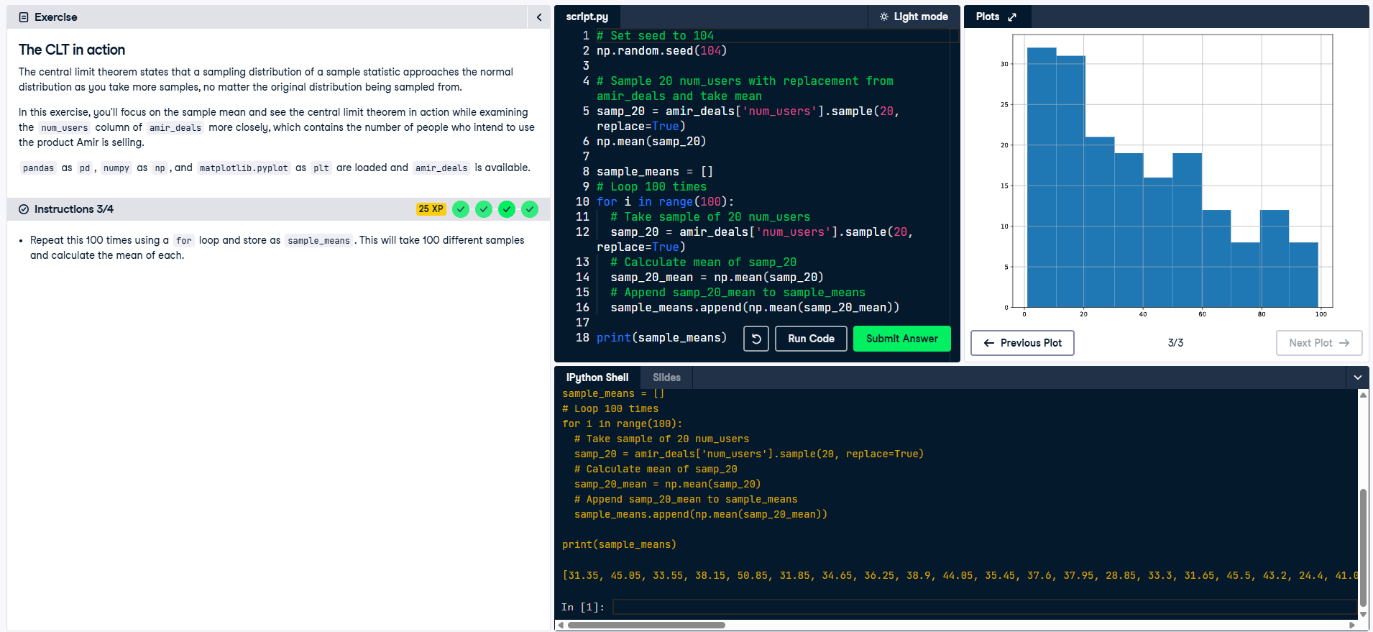 Exercise
The CLT in action
The central limit theorem states that a sampling distribution of a sample statistic approaches the normal
distribution as you take more samples, no matter the original distribution being sampled from.
In this exercise, you'll focus on the sample mean and see the central limit theorem in action while examining
the num_users column of amir_deals more closely, which contains the number of people who intend to use
the product Amir is selling.
pandas as pd, numpy as np, and matplotlib.pyplot as plt are loaded and amir_deals is available.
Instructions 3/4
25 XP
• Repeat this 100 times using a for loop and store as sample_means. This will take 100 different samples
and calculate the mean of each.
script.py
Light mode
1 # Set seed to 104
2 np.random.seed(104)
3
4 # Sample 20 num_users with replacement from
amir_deals and take mean
5 samp_20 = amir_deals['num_users'].sample(20,
replace=True)
6 np.mean(samp_20)
7
8 sample_means = []
9 # Loop 100 times
10 for i in range(100):
11   # Take sample of 20 num_users
12   samp_20 = amir_deals['num_users'].sample(20,
replace=True)
13   # Calculate mean of samp_20
14   samp_20_mean = np.mean(samp_20)
15   # Append samp_20_mean to sample_means
16   sample_means.append(np.mean(samp_20_mean))
17
18 print(sample_means)
Run Code
Submit Answer
Plots
30
25
20
15
10
5
0
0 20 40 60 80 100
Previous Plot
3/3
Next Plot
IPython Shell
Slides
sample_means = []
# Loop 100 times
for i in range(100):
  # Take sample of 20 num_users
  samp_20 = amir_deals['num_users'].sample(20, replace=True)
  # Calculate mean of samp_20
  samp_20_mean = np.mean(samp_20)
  # Append samp_20_mean to sample_means
  sample_means.append(np.mean(samp_20_mean))
print(sample_means)
[31.35, 45.05, 33.55, 38.15, 50.85, 31.85, 34.65, 36.25, 38.9, 44.05, 35.45, 37.6, 37.95, 28.85, 33.3, 31.65, 45.5, 43.2, 24.4, 41.0
In [1]: